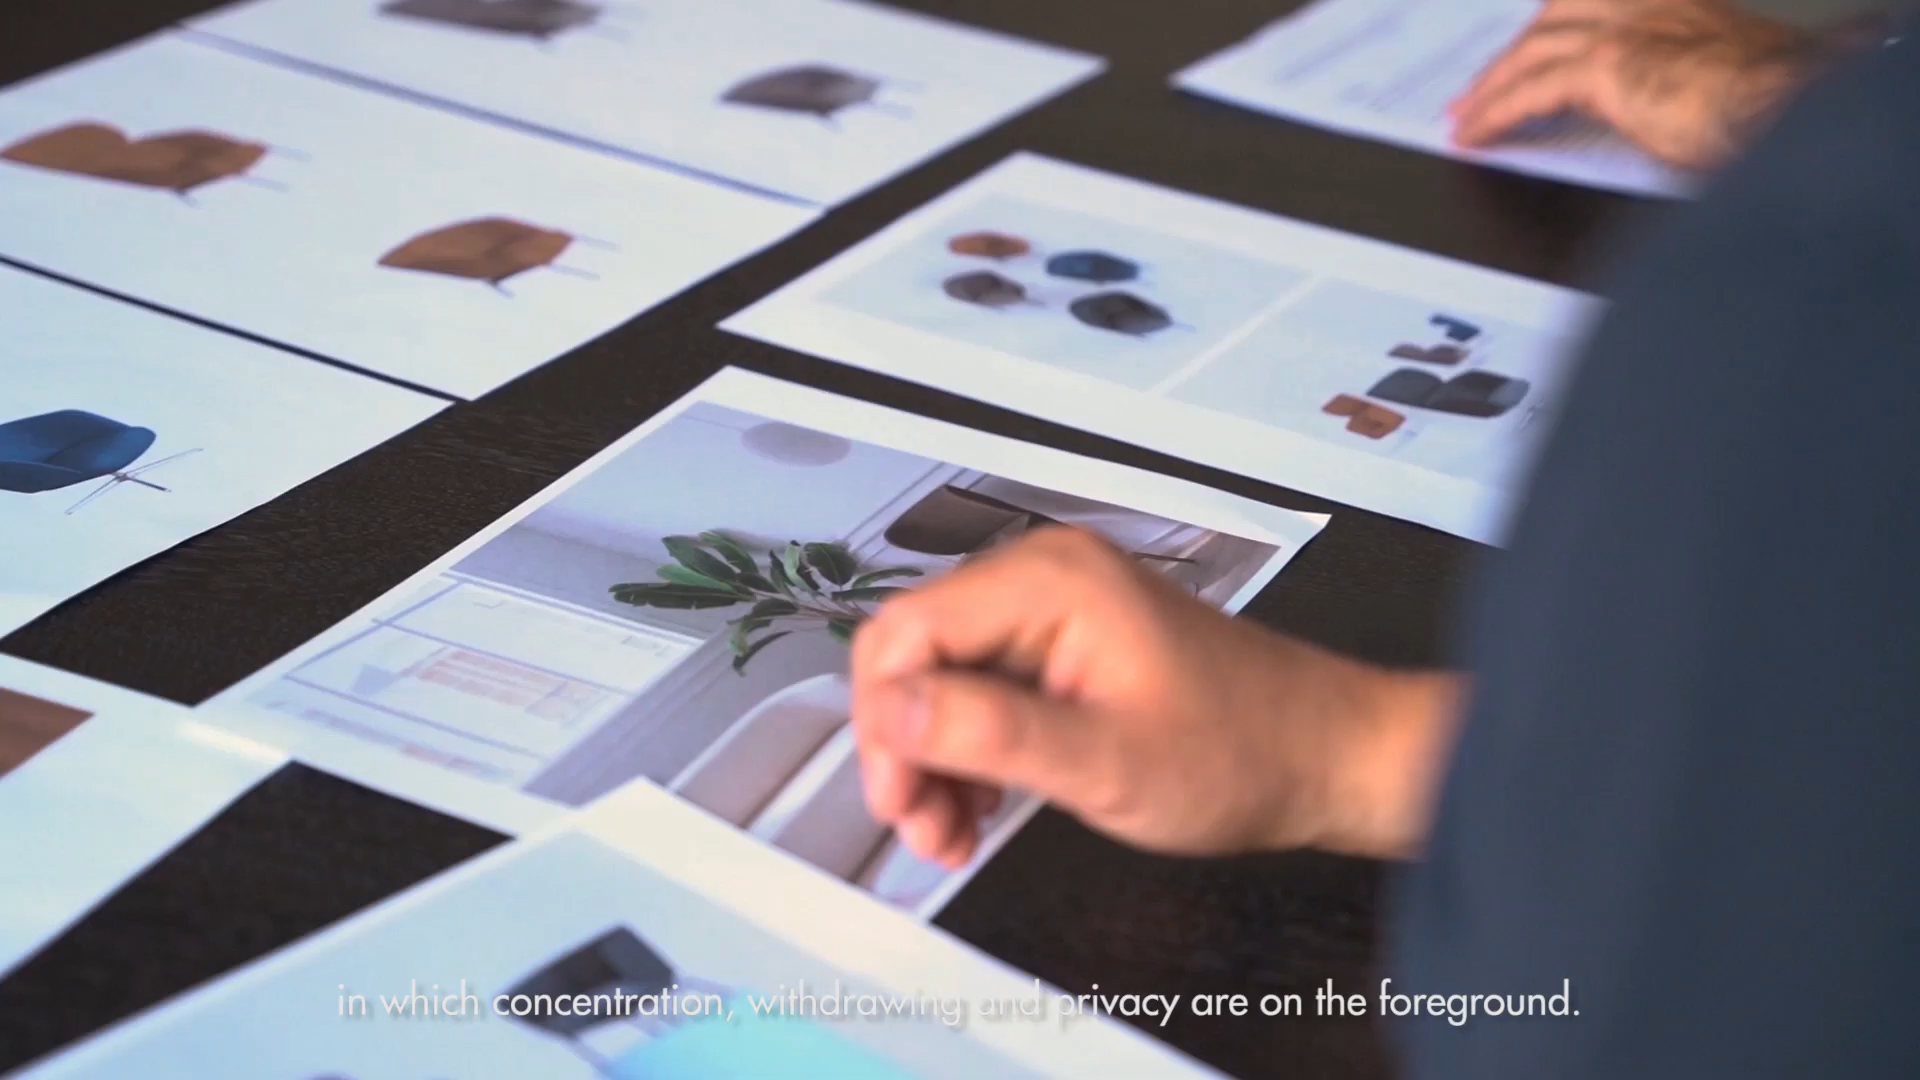 in which concentration, withdrawing and privacy are on the foreground.